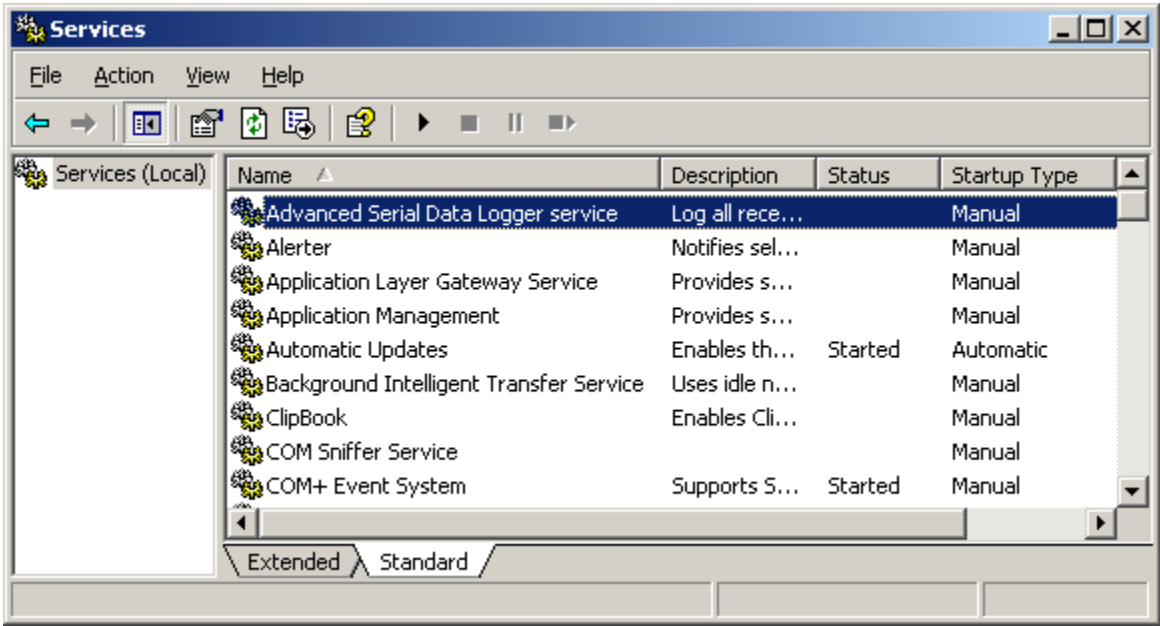 Services
File Action View Help
Services (Local)
Name Description Status Startup Type
Advanced Serial Data Logger service Log all rece... Manual
Alerter Notifies sel... Manual
Application Layer Gateway Service Provides s... Manual
Application Management Provides s... Manual
Automatic Updates Enables th... Started Automatic
Background Intelligent Transfer Service Uses idle n... Manual
ClipBook Enables Cli... Manual
COM Sniffer Service Manual
COM+ Event System Supports S... Started Manual
Extended Standard